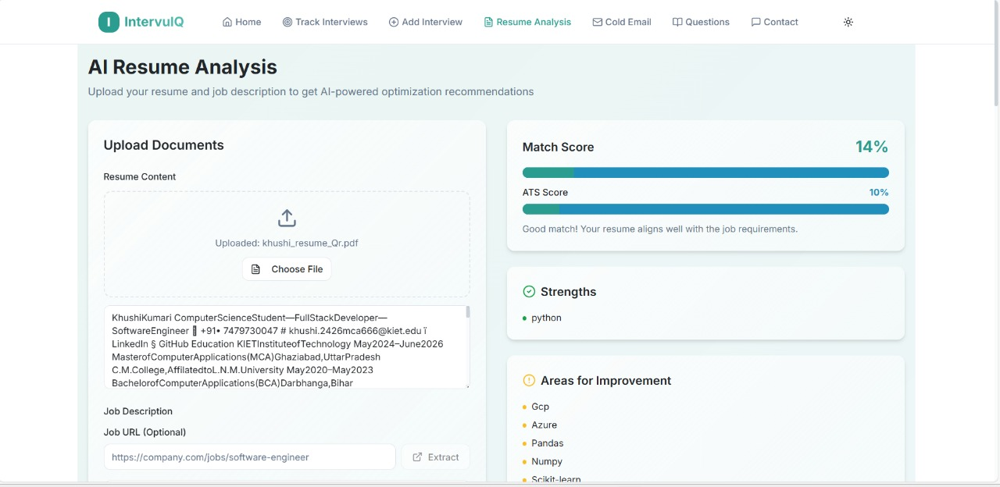 I IntervuIQ Home Track Interviews Add Interview Resume Analysis Cold Email Questions Contact
AI Resume Analysis
Upload your resume and job description to get AI-powered optimization recommendations
Upload Documents
Resume Content
Uploaded: khushi_resume_Qr.pdf
Choose File
KhushiKumari ComputerScienceStudent—FullStackDeveloper—
SoftwareEngineer +91• 7479730047 # khushi.2426mca666@kiet.edu ï
LinkedIn § GitHub Education KIETInstituteofTechnology May2024–June2026
MasterofComputerApplications(MCA)Ghaziabad,UttarPradesh
C.M.College,AffilatedtoL.N.M.University May2020–May2023
BachelorofComputerApplications(BCA)Darbhanga,Bihar
Job Description
Job URL (Optional)
https://company.com/jobs/software-engineer
Extract
Match Score 14%
ATS Score 10%
Good match! Your resume aligns well with the job requirements.
Strengths
python
Areas for Improvement
Gcp
Azure
Pandas
Numpy
Scikit-learn